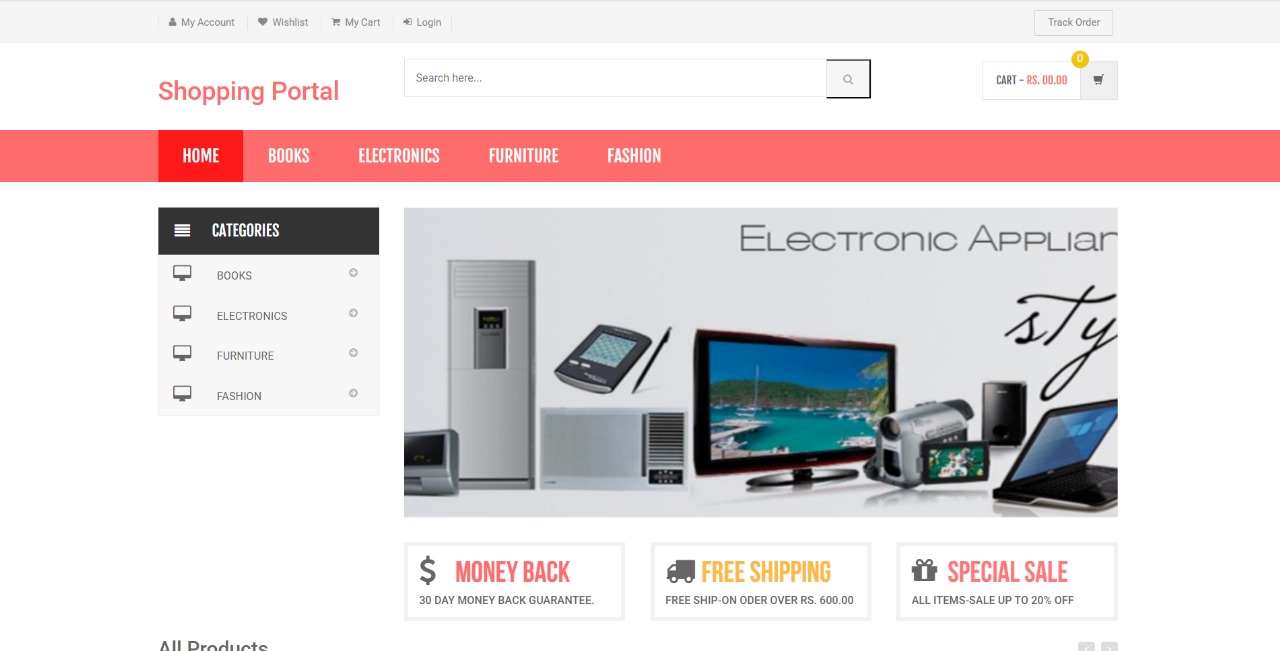 My Account
Wishlist
My Cart
Login
Track Order
Shopping Portal
Search here...
0
CART - RS. 00.00
HOME
BOOKS
ELECTRONICS
FURNITURE
FASHION
CATEGORIES
BOOKS
ELECTRONICS
FURNITURE
FASHION
Electronic Applian
sty
MONEY BACK
30 DAY MONEY BACK GUARANTEE.
FREE SHIPPING
FREE SHIP-ON ODER OVER RS. 600.00
SPECIAL SALE
ALL ITEMS-SALE UP TO 20% OFF
All Products